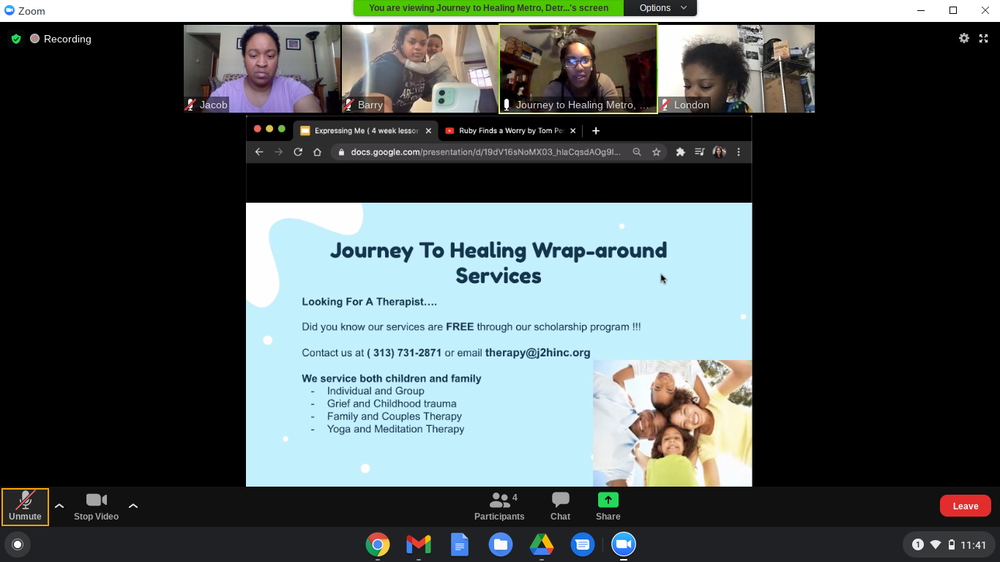 Zoom
You are viewing Journey to Healing Metro, Detr...'s screen
Options
Recording
Jacob
Barry
Journey to Healing Metro, ...
London
Expressing Me ( 4 week lesson
Ruby Finds a Worry by Tom Pe
docs.google.com/presentation/d/19dV16sNoMX03_hlaCqsdAOg9l...
Journey To Healing Wrap-around
Services
Looking For A Therapist....
Did you know our services are FREE through our scholarship program !!!
Contact us at ( 313) 731-2871 or email therapy@j2hinc.org
We service both children and family
- Individual and Group
- Grief and Childhood trauma
- Family and Couples Therapy
- Yoga and Meditation Therapy
Unmute
Stop Video
Participants
4
Chat
Share
Leave
1
11:41